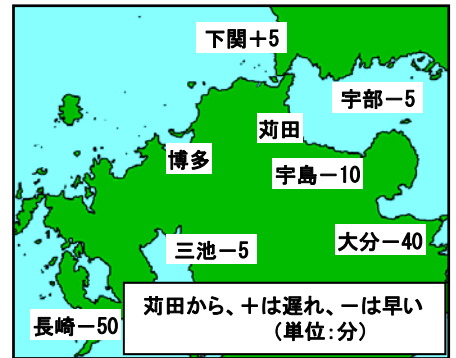 下関＋5
宇部－5
苅田
博多
宇島－10
三池－5
大分－40
長崎－50
苅田から、＋は遅れ、－は早い
（単位：分）